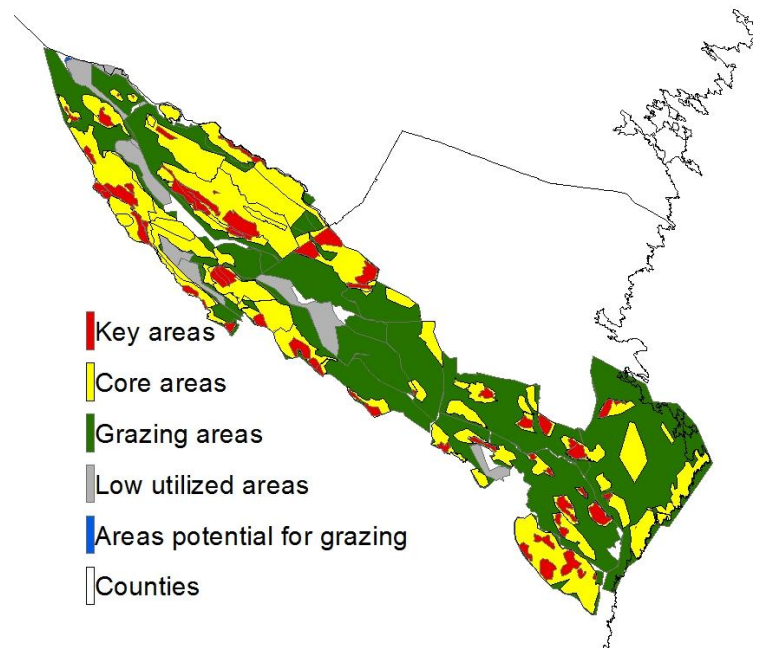 Key areas
Core areas
Grazing areas
Low utilized areas
Areas potential for grazing
Counties